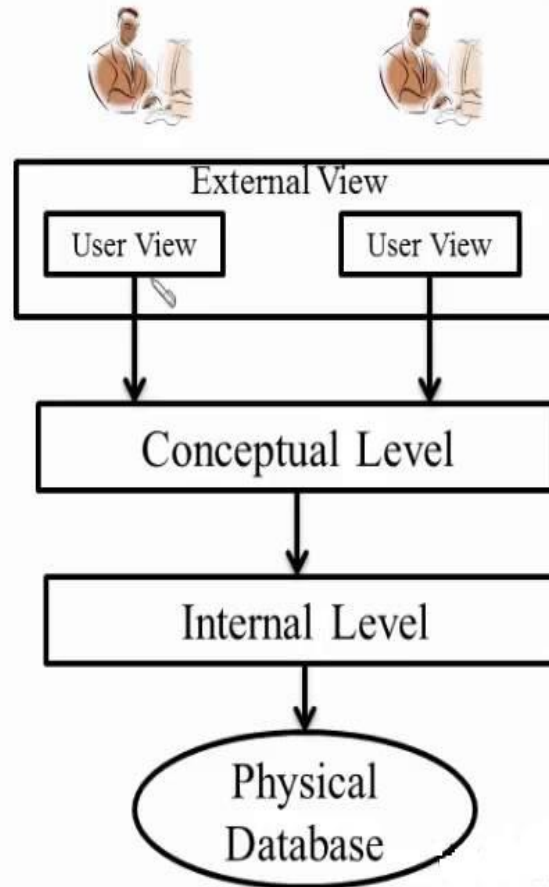 External View
User View
User View
Conceptual Level
Internal Level
Physical
Database